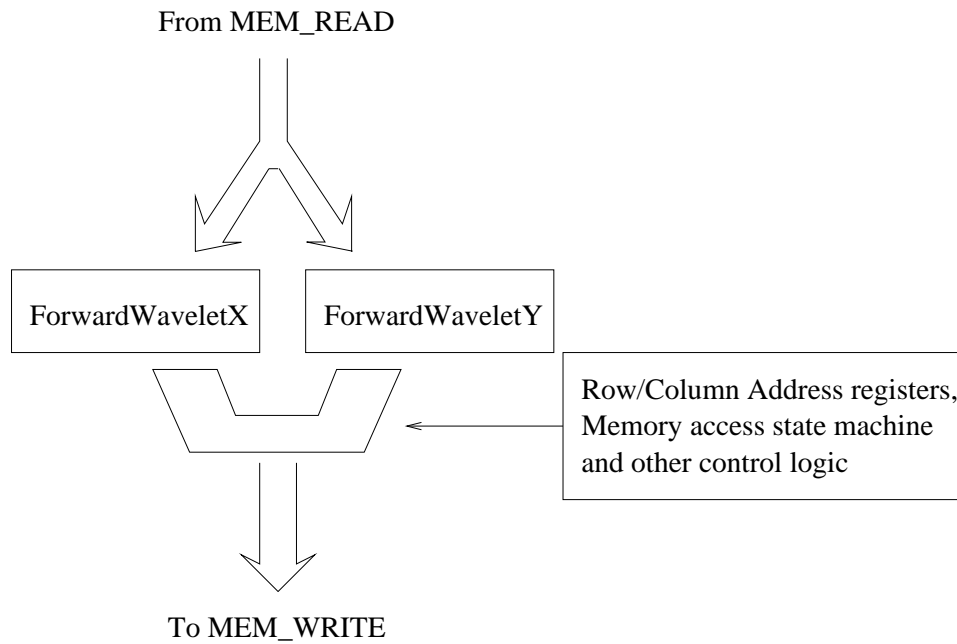 From MEM_READ
ForwardWaveletX
ForwardWaveletY
Row/Column Address registers,
Memory access state machine
and other control logic
To MEM_WRITE